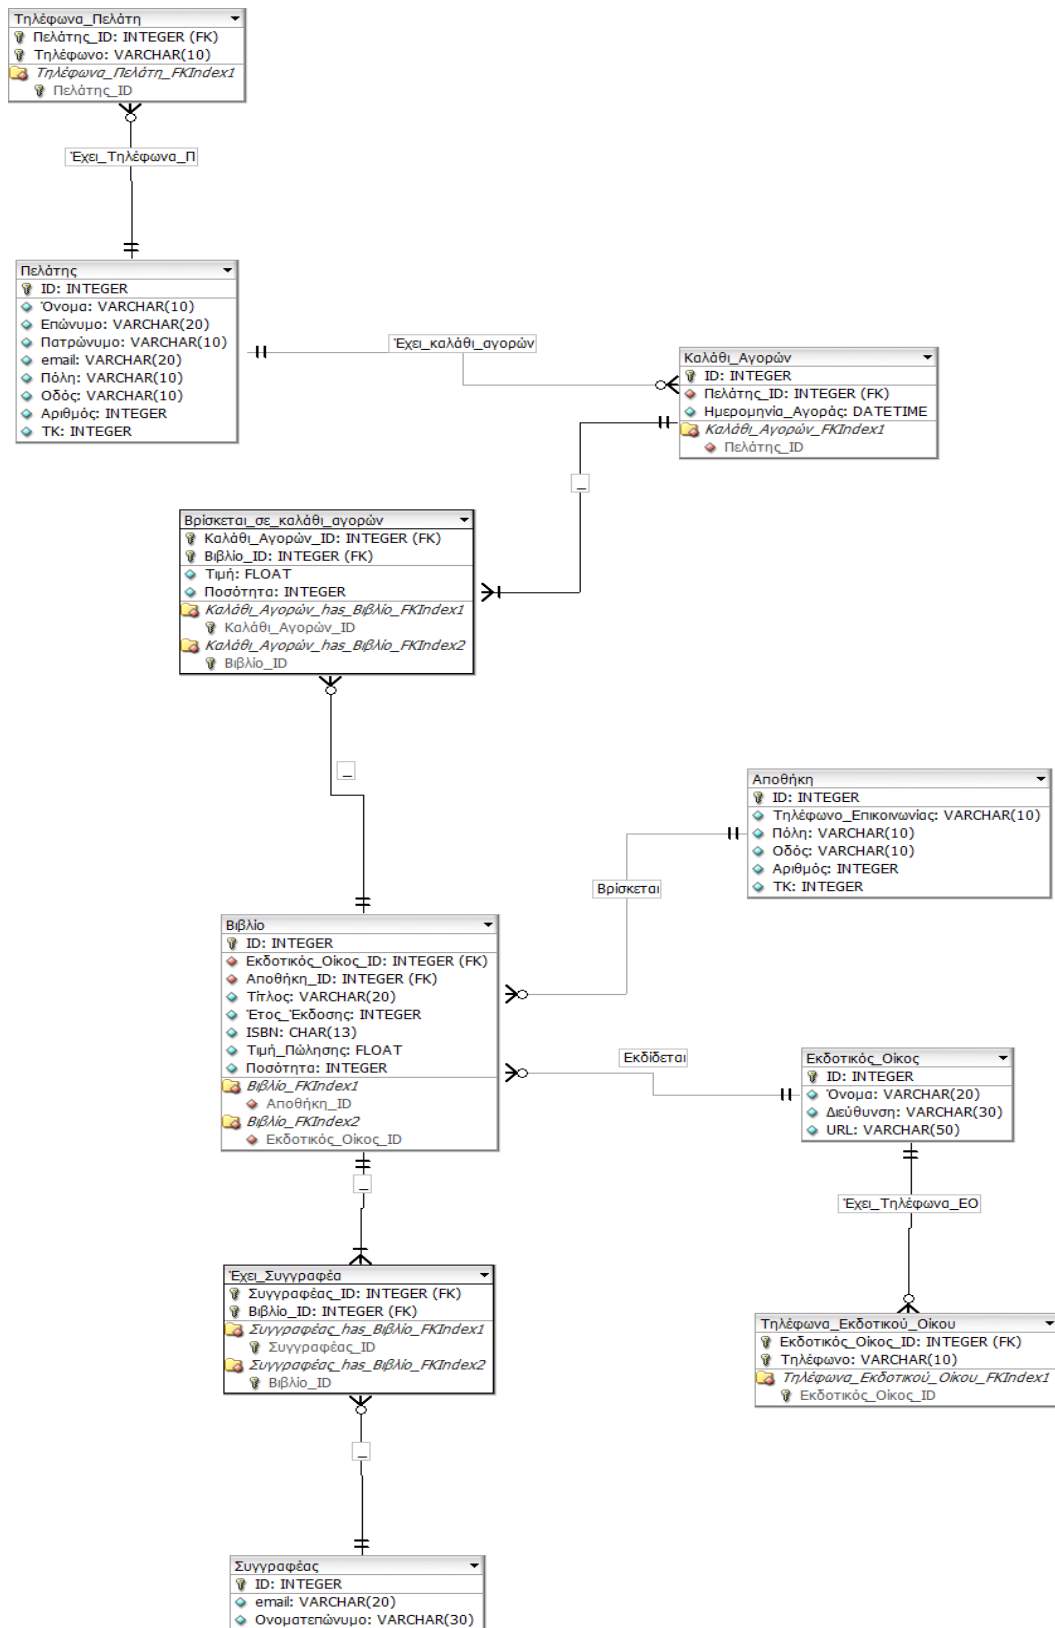 Τηλέφωνα_Πελάτη
Πελάτης_ID: INTEGER (FK)
Τηλέφωνο: VARCHAR(10)
Τηλέφωνα_Πελάτη_FKIndex1
Πελάτης_ID
Έχει_Τηλέφωνα_Π
Πελάτης
ID: INTEGER
Όνομα: VARCHAR(10)
Επώνυμο: VARCHAR(20)
Πατρώνυμο: VARCHAR(10)
email: VARCHAR(20)
Πόλη: VARCHAR(10)
Οδός: VARCHAR(10)
Αριθμός: INTEGER
ΤΚ: INTEGER
Έχει_καλάθι_αγορών
Καλάθι_Αγορών
ID: INTEGER
Πελάτης_ID: INTEGER (FK)
Ημερομηνία_Αγοράς: DATETIME
Καλάθι_Αγορών_FKIndex1
Πελάτης_ID
_
Βρίσκεται_σε_καλάθι_αγορών
Καλάθι_Αγορών_ID: INTEGER (FK)
Βιβλίο_ID: INTEGER (FK)
Τιμή: FLOAT
Ποσότητα: INTEGER
Καλάθι_Αγορών_has_Βιβλίο_FKIndex1
Καλάθι_Αγορών_ID
Καλάθι_Αγορών_has_Βιβλίο_FKIndex2
Βιβλίο_ID
_
Αποθήκη
ID: INTEGER
Τηλέφωνο_Επικοινωνίας: VARCHAR(10)
Πόλη: VARCHAR(10)
Οδός: VARCHAR(10)
Αριθμός: INTEGER
ΤΚ: INTEGER
Βρίσκεται
Βιβλίο
ID: INTEGER
Εκδοτικός_Οίκος_ID: INTEGER (FK)
Αποθήκη_ID: INTEGER (FK)
Τίτλος: VARCHAR(20)
Έτος_Έκδοσης: INTEGER
ISBN: CHAR(13)
Τιμή_Πώλησης: FLOAT
Ποσότητα: INTEGER
Βιβλίο_FKIndex1
Αποθήκη_ID
Βιβλίο_FKIndex2
Εκδοτικός_Οίκος_ID
Εκδίδεται
Εκδοτικός_Οίκος
ID: INTEGER
Όνομα: VARCHAR(20)
Διεύθυνση: VARCHAR(30)
URL: VARCHAR(50)
_
Έχει_Τηλέφωνα_ΕΟ
Έχει_Συγγραφέα
Συγγραφέας_ID: INTEGER (FK)
Βιβλίο_ID: INTEGER (FK)
Συγγραφέας_has_Βιβλίο_FKIndex1
Συγγραφέας_ID
Συγγραφέας_has_Βιβλίο_FKIndex2
Βιβλίο_ID
Τηλέφωνα_Εκδοτικού_Οίκου
Εκδοτικός_Οίκος_ID: INTEGER (FK)
Τηλέφωνο: VARCHAR(10)
Τηλέφωνα_Εκδοτικού_Οίκου_FKIndex1
Εκδοτικός_Οίκος_ID
_
Συγγραφέας
ID: INTEGER
email: VARCHAR(20)
Ονοματεπώνυμο: VARCHAR(30)